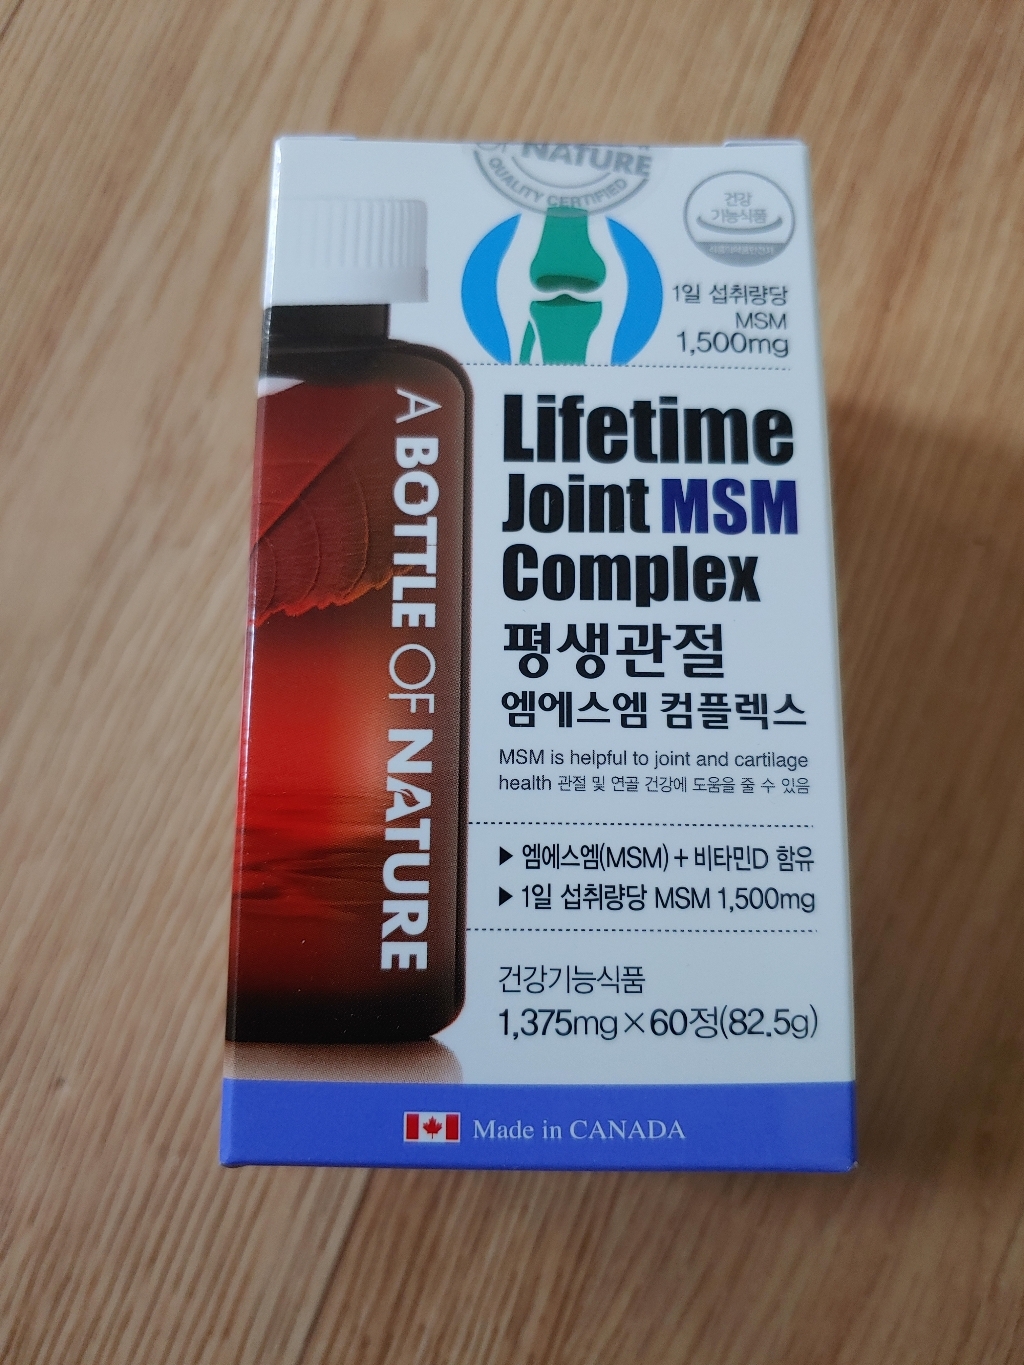 NATURE
QUALITY CERTIFIED
건강
기능식품
1일 섭취량당
MSM
1,500mg
A BOTTLE OF NATURE
Lifetime
Joint MSM
Complex
평생관절
엠에스엠 컴플렉스
MSM is helpful to joint and cartilage
health 관절 및 연골 건강에 도움을 줄 수 있음
▶ 엠에스엠(MSM) + 비타민D 함유
▶ 1일 섭취량당 MSM 1,500mg
건강기능식품
1,375mg×60정(82.5g)
Made in CANADA